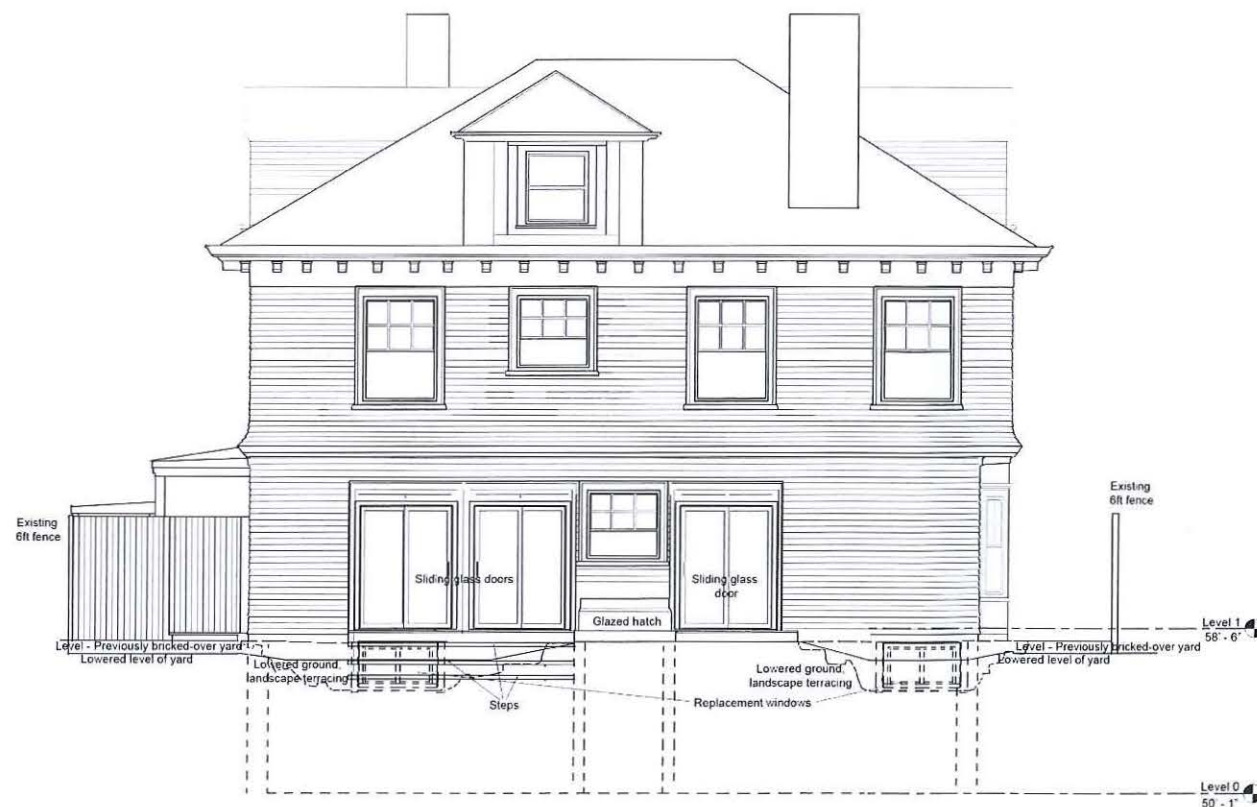 Existing
6ft fence
Existing
6ft fence
Sliding glass doors
Sliding glass
door
Glazed hatch
Level 1
58' - 6"
Level - Previously bricked-over yard
Lowered level of yard
Level - Previously bricked-over yard
Lowered level of yard
Lowered ground,
landscape terracing
Lowered ground,
landscape terracing
Steps
Replacement windows
Level 0
50' - 1"